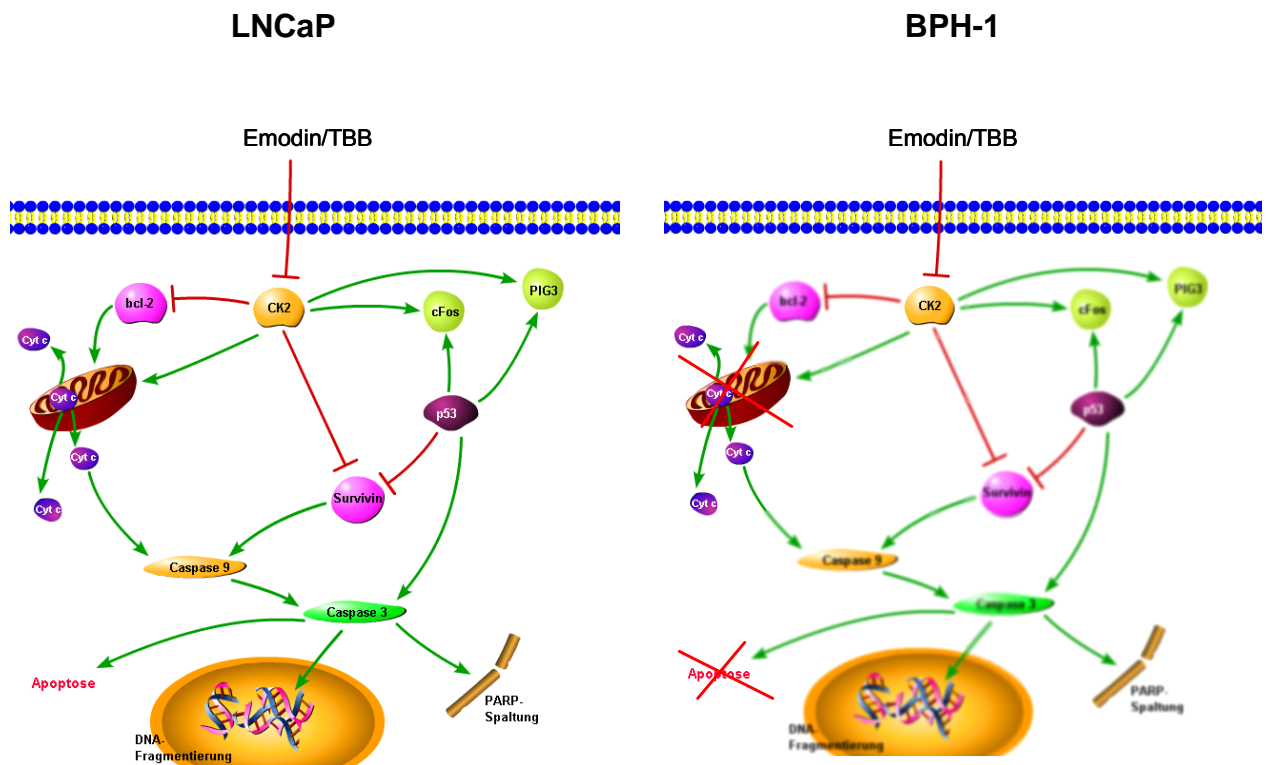 LNCaP
Emodin/TBB
PIG3
bcl-2
CK2
cFos
Cyt c
Cyt c
p53
Cyt c
Survivin
Cyt c
Caspase 9
Caspase 3
Apoptose
PARP-
Spaltung
DNA-
Fragmentierung
BPH-1
Emodin/TBB
PIG3
bcl-2
CK2
cFos
Cyt c
Cyt c
p53
Cyt c
Survivin
Cyt c
Caspase 9
Caspase 3
Apoptose
PARP-
Spaltung
DNA-
Fragmentierung